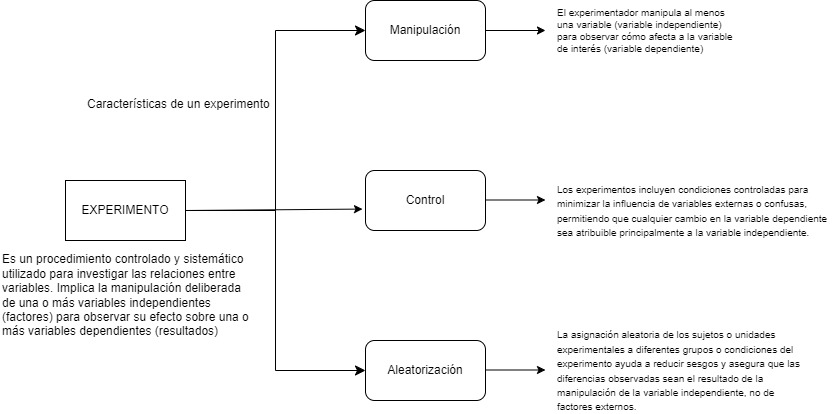 Características de un experimento
EXPERIMENTO
Es un procedimiento controlado y sistemático
utilizado para investigar las relaciones entre
variables. Implica la manipulación deliberada
de una o más variables independientes
(factores) para observar su efecto sobre una o
más variables dependientes (resultados)
Manipulación
El experimentador manipula al menos
una variable (variable independiente)
para observar cómo afecta a la variable
de interés (variable dependiente)
Control
Los experimentos incluyen condiciones controladas para
minimizar la influencia de variables externas o confusas,
permitiendo que cualquier cambio en la variable dependiente
sea atribuible principalmente a la variable independiente.
Aleatorización
La asignación aleatoria de los sujetos o unidades
experimentales a diferentes grupos o condiciones del
experimento ayuda a reducir sesgos y asegura que las
diferencias observadas sean el resultado de la
manipulación de la variable independiente, no de
factores externos.